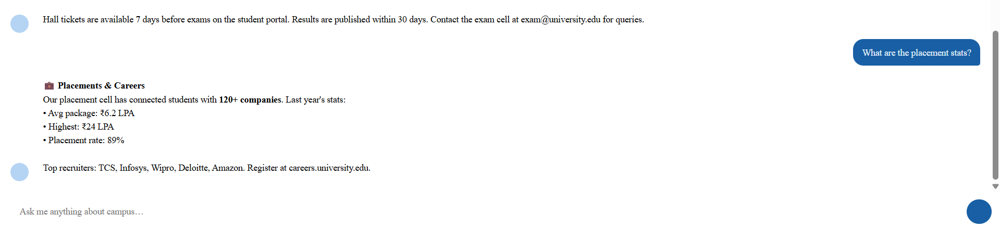 Hall tickets are available 7 days before exams on the student portal. Results are published within 30 days. Contact the exam cell at exam@university.edu for queries.
What are the placement stats?
💼 Placements & Careers
Our placement cell has connected students with 120+ companies. Last year's stats:
• Avg package: ₹6.2 LPA
• Highest: ₹24 LPA
• Placement rate: 89%
Top recruiters: TCS, Infosys, Wipro, Deloitte, Amazon. Register at careers.university.edu.
Ask me anything about campus…